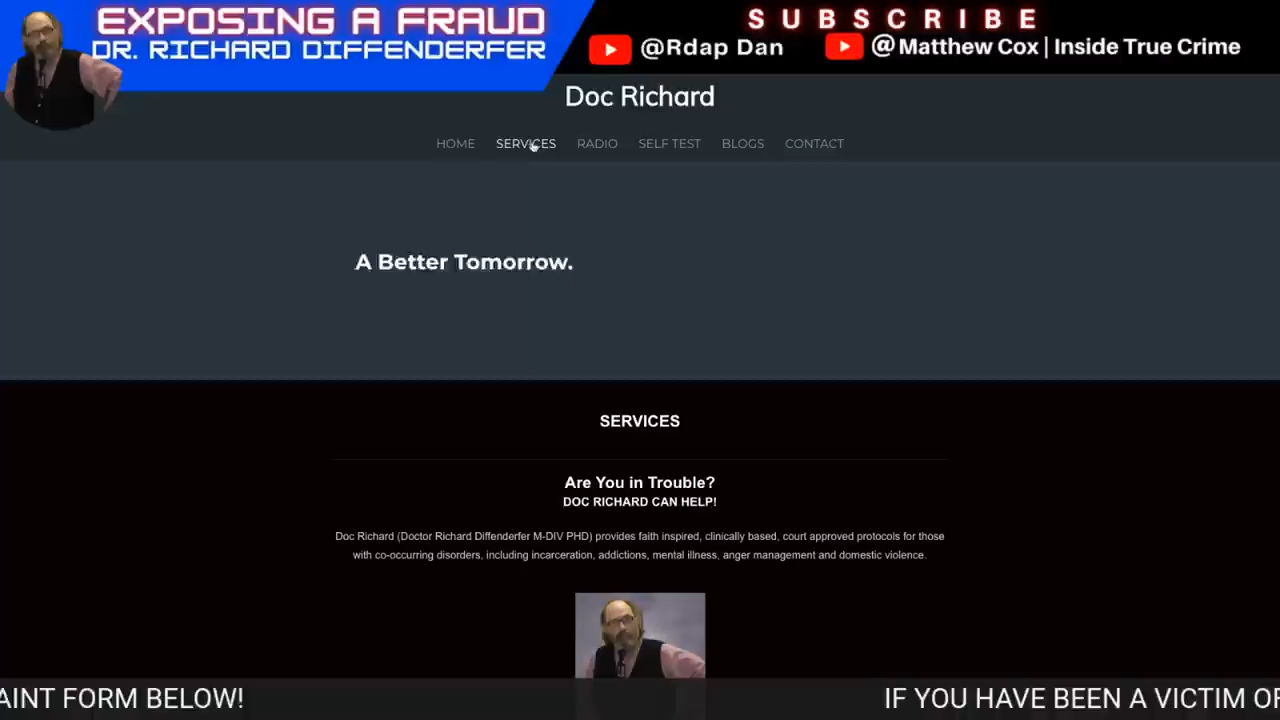 EXPOSING A FRAUD
DR. RICHARD DIFFENDERFER
SUBSCRIBE
@Rdap Dan
@Matthew Cox | Inside True Crime
Doc Richard
HOME SERVICES RADIO SELF TEST BLOGS CONTACT
A Better Tomorrow.
SERVICES
Are You in Trouble?
DOC RICHARD CAN HELP!
Doc Richard (Doctor Richard Diffenderfer M-DIV PHD) provides faith inspired, clinically based, court approved protocols for those
with co-occurring disorders, including incarceration, addictions, mental illness, anger management and domestic violence.
AINT FORM BELOW! IF YOU HAVE BEEN A VICTIM OF